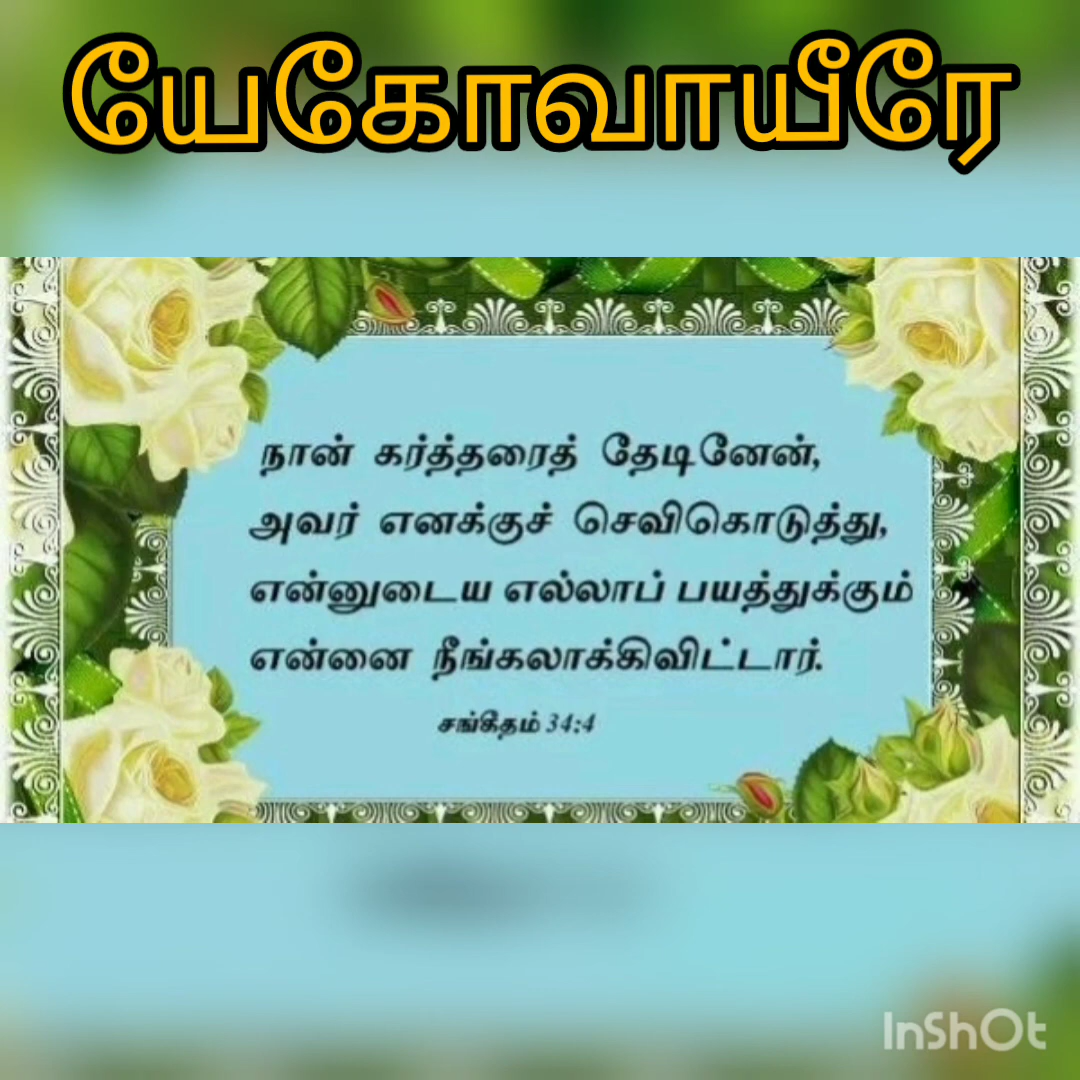 யேகோவாயீரே
நான் கர்த்தரைத் தேடினேன்,
அவர் எனக்குச் செவிகொடுத்து,
என்னுடைய எல்லாப் பயத்துக்கும்
என்னை நீங்கலாக்கிவிட்டார்.
சங்கீதம் 34:4
InShOt